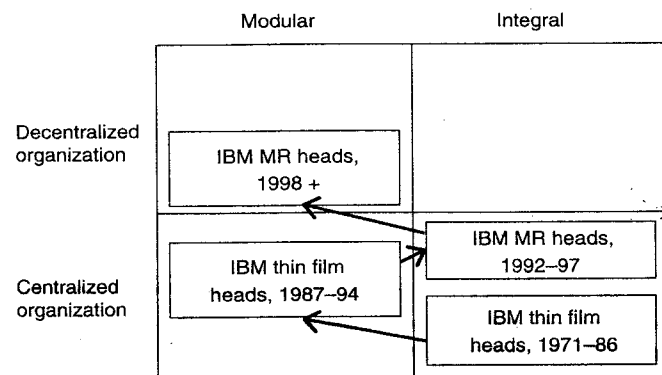 Modular
Integral
Decentralized
organization
IBM MR heads,
1998 +
Centralized
organization
IBM thin film
heads, 1987–94
IBM MR heads,
1992–97
IBM thin film
heads, 1971–86